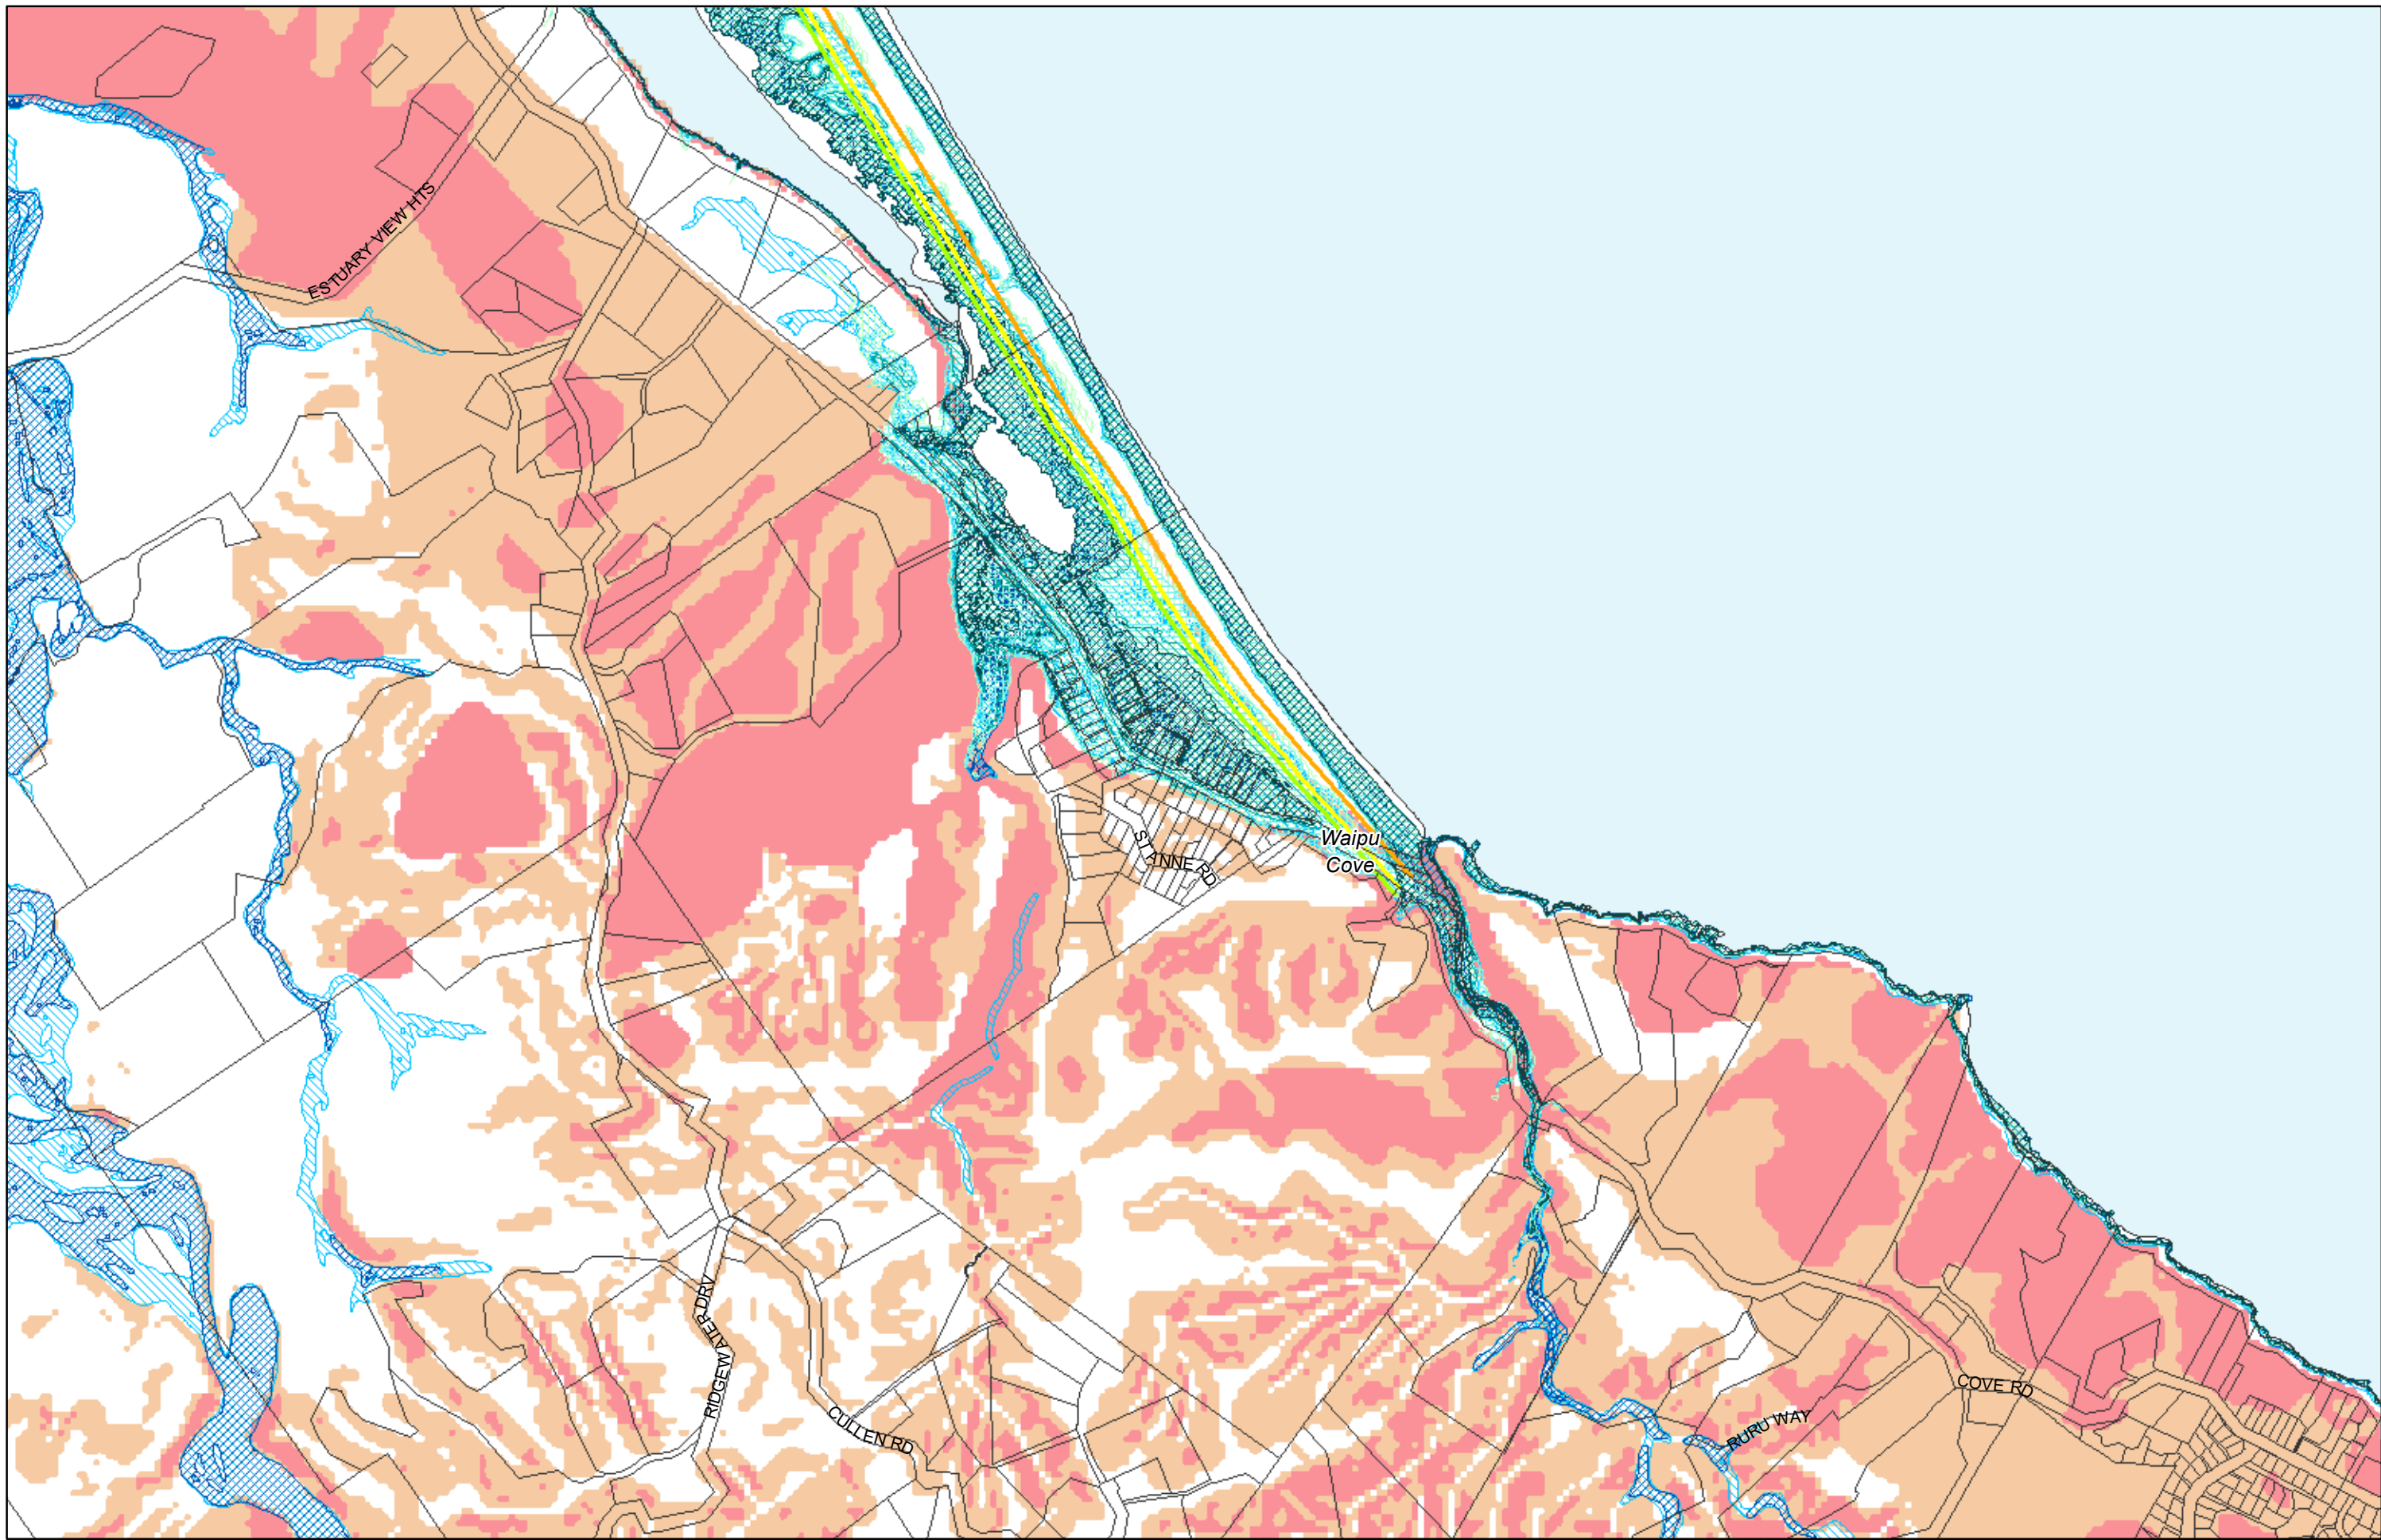 ESTUARY VIEW HTS
Waipu
Cove
ST ANNE RD
RIDGEWATER DRV
CULLEN RD
COVE RD
RURU WAY